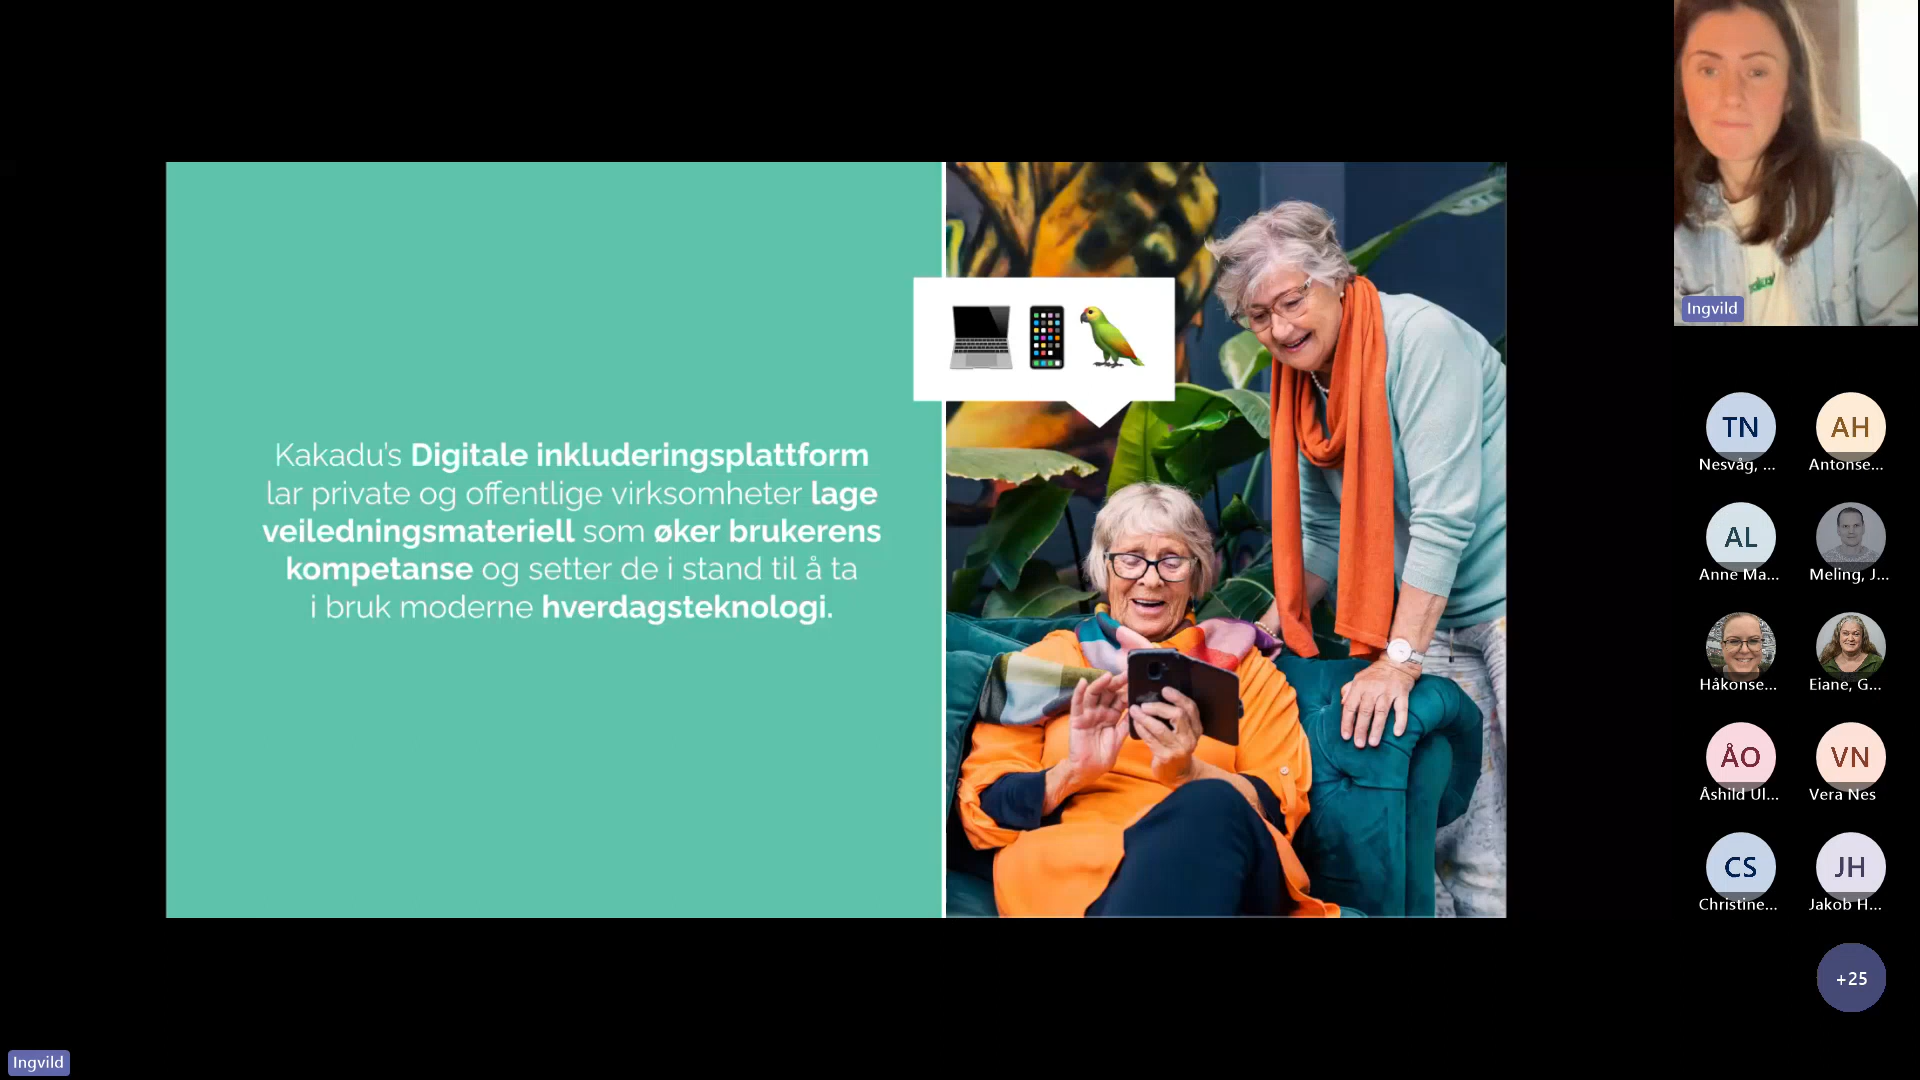 Kakadu's Digitale inkluderingsplattform
lar private og offentlige virksomheter lage
veiledningsmateriell som øker brukerens
kompetanse og setter de i stand til å ta
i bruk moderne hverdagsteknologi.
Ingvild
TN
AH
Nesvåg, ...
Antonse...
AL
Anne Ma...
Meling, J...
Håkonse...
Eiane, G...
ÅO
VN
Åshild Ul...
Vera Nes
CS
JH
Christine...
Jakob H...
+25
Ingvild